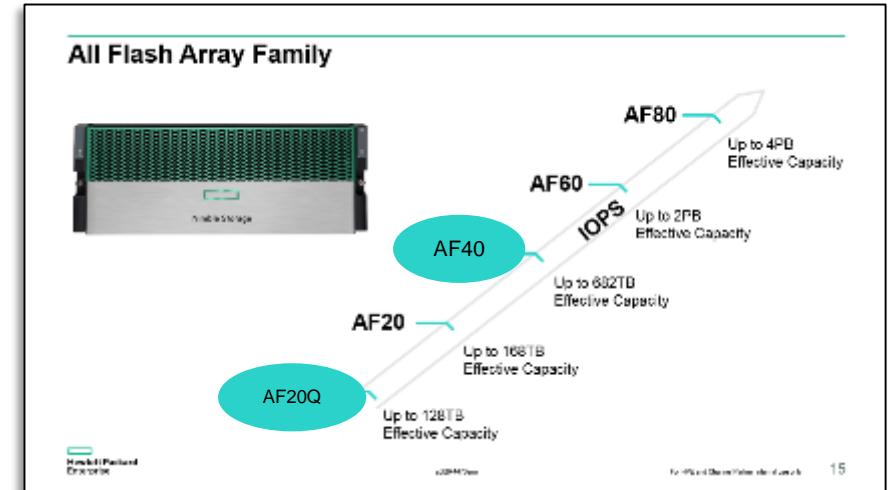 All Flash Array Family
AF80
Up to 4PB
Effective Capacity
AF60
IOPS
Up to 2PB
Effective Capacity
Nimble Storage
AF40
Up to 682TB
Effective Capacity
AF20
Up to 168TB
Effective Capacity
AF20Q
Up to 128TB
Effective Capacity
Hewlett Packard
Enterprise
15